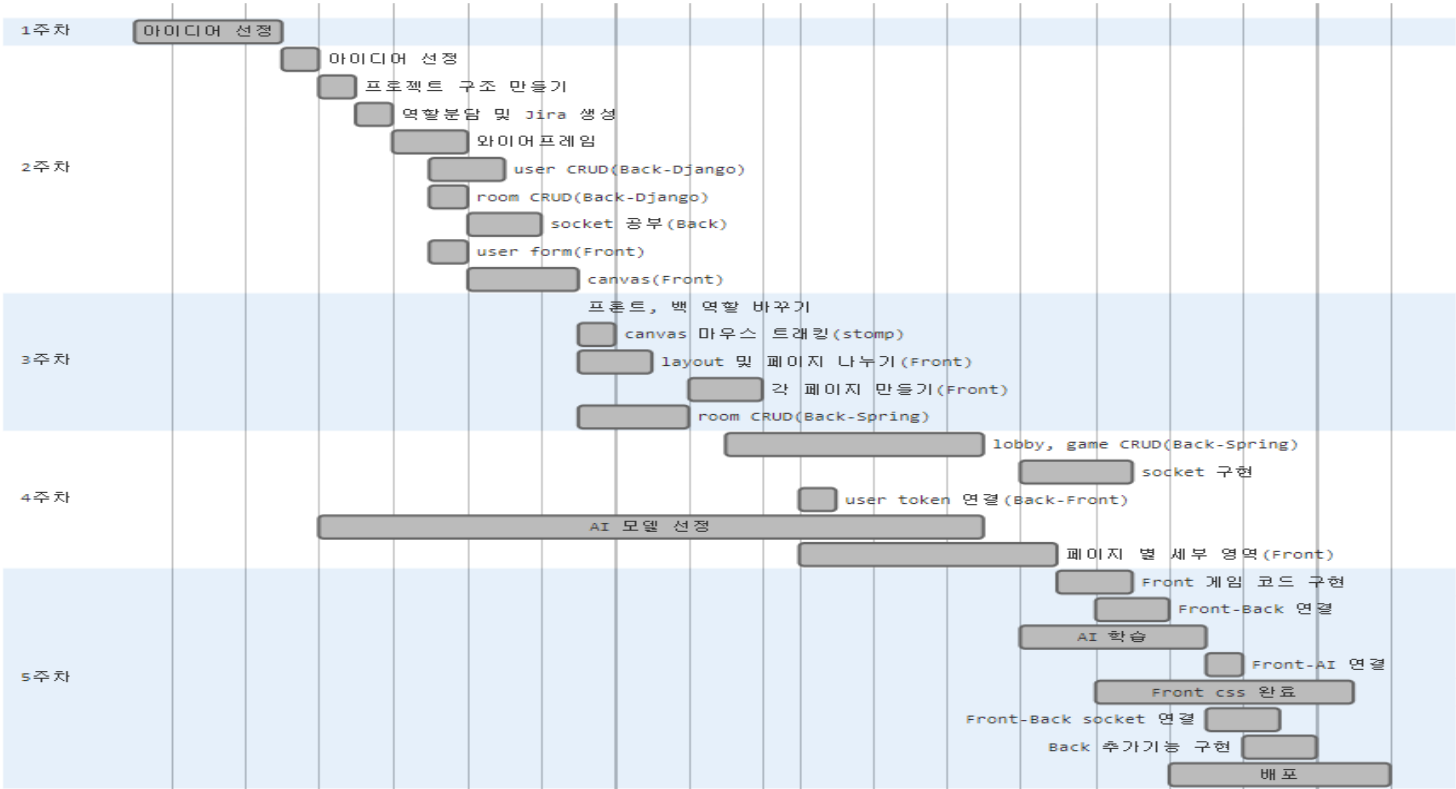 1주차
아이디어 선정
2주차
아이디어 선정
프로젝트 구조 만들기
역할분담 및 Jira 생성
와이어프레임
user CRUD(Back-Django)
room CRUD(Back-Django)
socket 공부(Back)
user form(Front)
canvas(Front)
3주차
프론트, 백 역할 바꾸기
canvas 마우스 트래킹(stomp)
layout 및 페이지 나누기(Front)
각 페이지 만들기(Front)
room CRUD(Back-Spring)
4주차
lobby, game CRUD(Back-Spring)
socket 구현
user token 연결(Back-Front)
AI 모델 선정
페이지 별 세부 영역(Front)
5주차
Front 게임 코드 구현
Front-Back 연결
AI 학습
Front-AI 연결
Front css 완료
Front-Back socket 연결
Back 추가기능 구현
배포